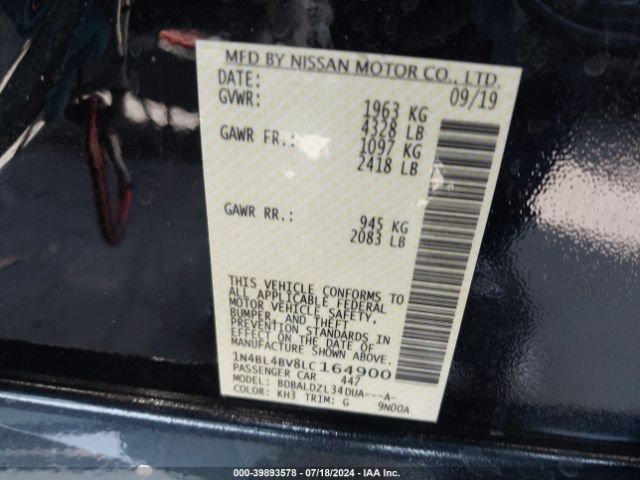 MFD BY NISSAN MOTOR CO., LTD.
DATE: 09/19
GVWR: 1963 KG
4328 LB
GAWR FR.: 1097 KG
2418 LB
GAWR RR.: 945 KG
2083 LB
THIS VEHICLE CONFORMS TO
ALL APPLICABLE FEDERAL
MOTOR VEHICLE SAFETY,
BUMPER, AND THEFT
PREVENTION STANDARDS IN
EFFECT ON THE DATE OF
MANUFACTURE SHOWN ABOVE.
1N4BL4BV8LC164900
PASSENGER CAR 447
MODEL: BDBALDZL34DUA---A-
COLOR: KH3 TRIM: G 9N00A
000-39893578 - 07/18/2024 - IAA Inc.